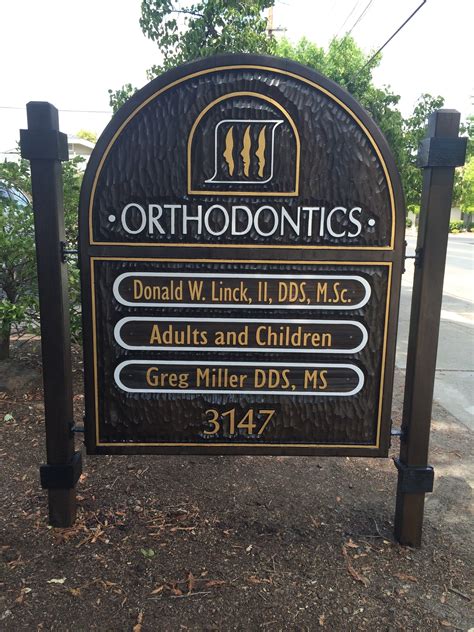 • ORTHODONTICS •
Donald W. Linck, II, DDS, M.Sc.
Adults and Children
Greg Miller DDS, MS
3147